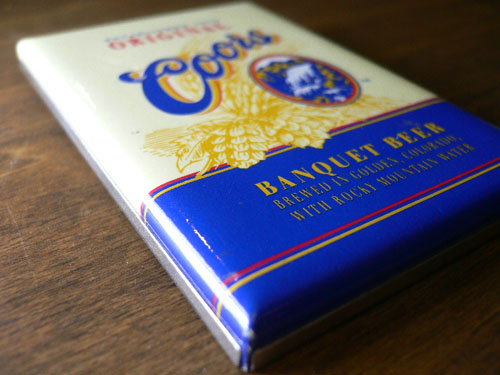 ORIGINAL
Coors
BANQUET BEER
BREWED IN GOLDEN, COLORADO,
WITH ROCKY MOUNTAIN WATER